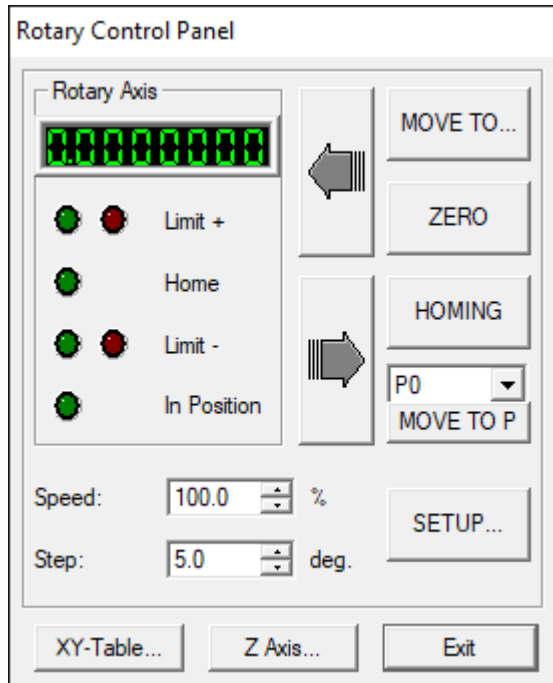 Rotary Control Panel
Rotary Axis
0.0000000
MOVE TO...
Limit +
ZERO
Home
HOMING
Limit -
P0
In Position
MOVE TO P
Speed: 100.0 %
SETUP...
Step: 5.0 deg.
XY-Table... Z Axis... Exit